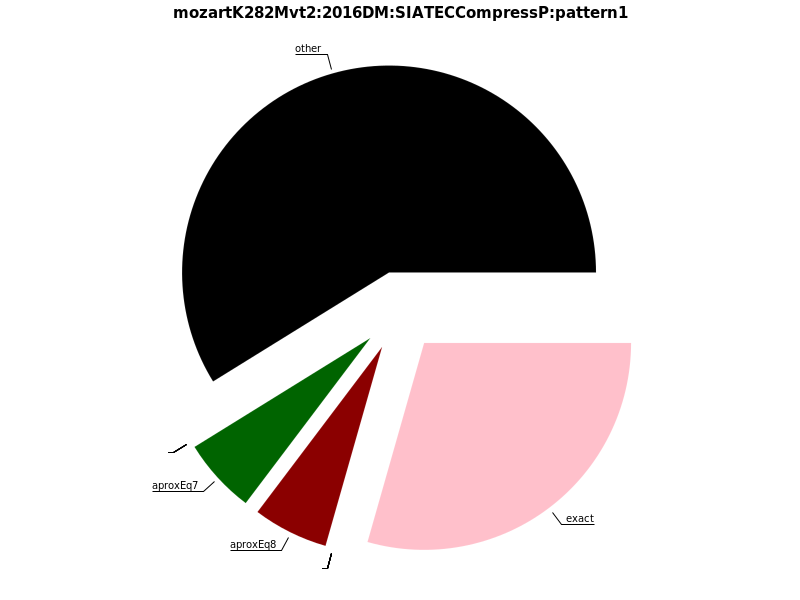 mozartK282Mvt2:2016DM:SIATECCompressP:pattern1
other
aproxEq7
exact
aproxEq8